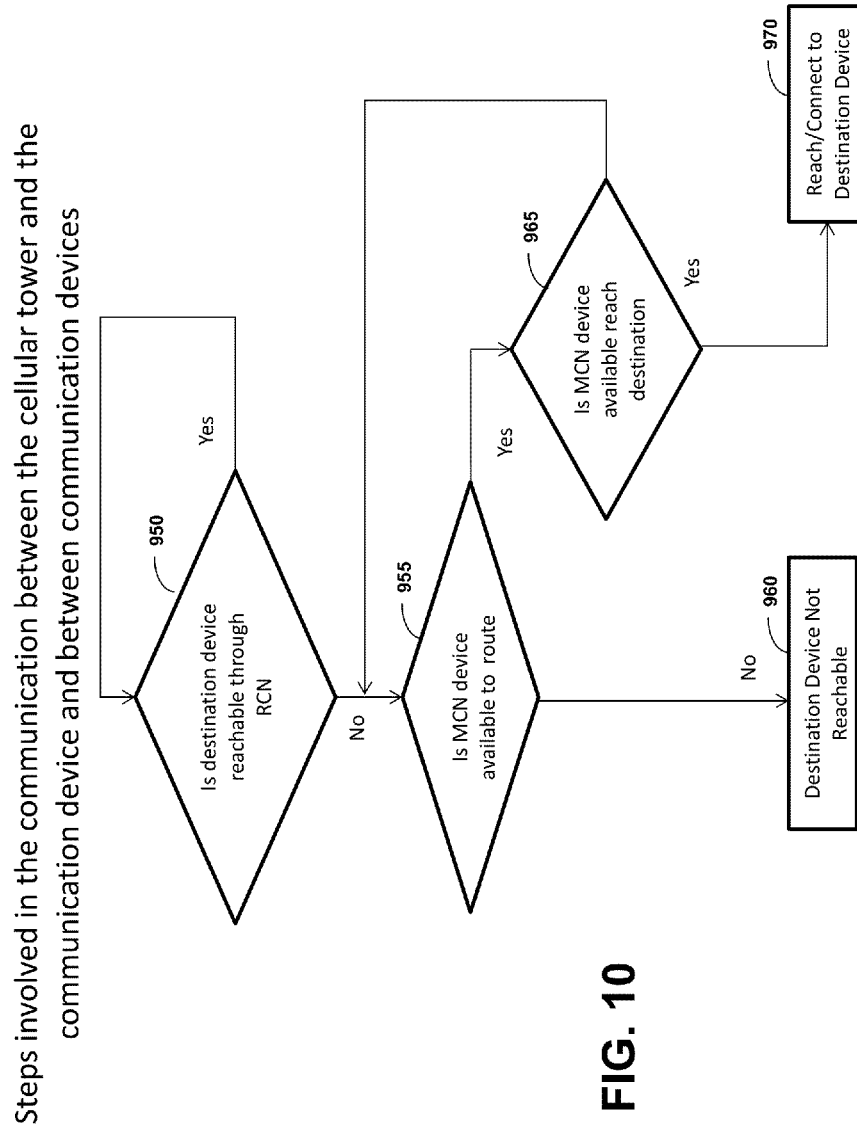 Steps involved in the communication between the cellular tower and the
communication device and between communication devices
950
Is destination device
reachable through
RCN
Yes
No
955
Is MCN device
available to route
Yes
965
Is MCN device
available reach
destination
Yes
No
960
Destination Device Not
Reachable
970
Reach/Connect to
Destination Device
FIG. 10